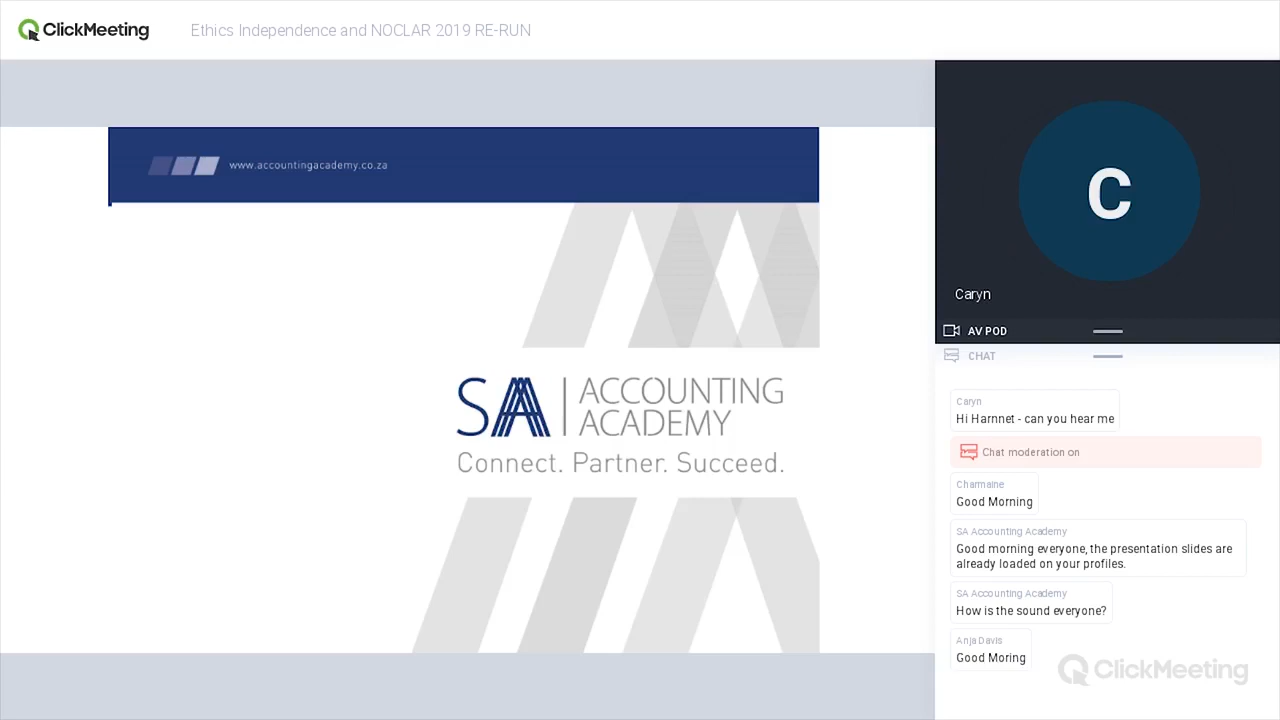 ClickMeeting
Ethics Independence and NOCLAR 2019 RE-RUN
www.accountingacademy.co.za
SA ACCOUNTING
ACADEMY
Connect. Partner. Succeed.
C
Caryn
AV POD
CHAT
Caryn
Hi Harnnet - can you hear me
Chat moderation on
Charmaine
Good Morning
SA Accounting Academy
Good morning everyone, the presentation slides are
already loaded on your profiles.
SA Accounting Academy
How is the sound everyone?
Anja Davis
Good Moring
ClickMeeting